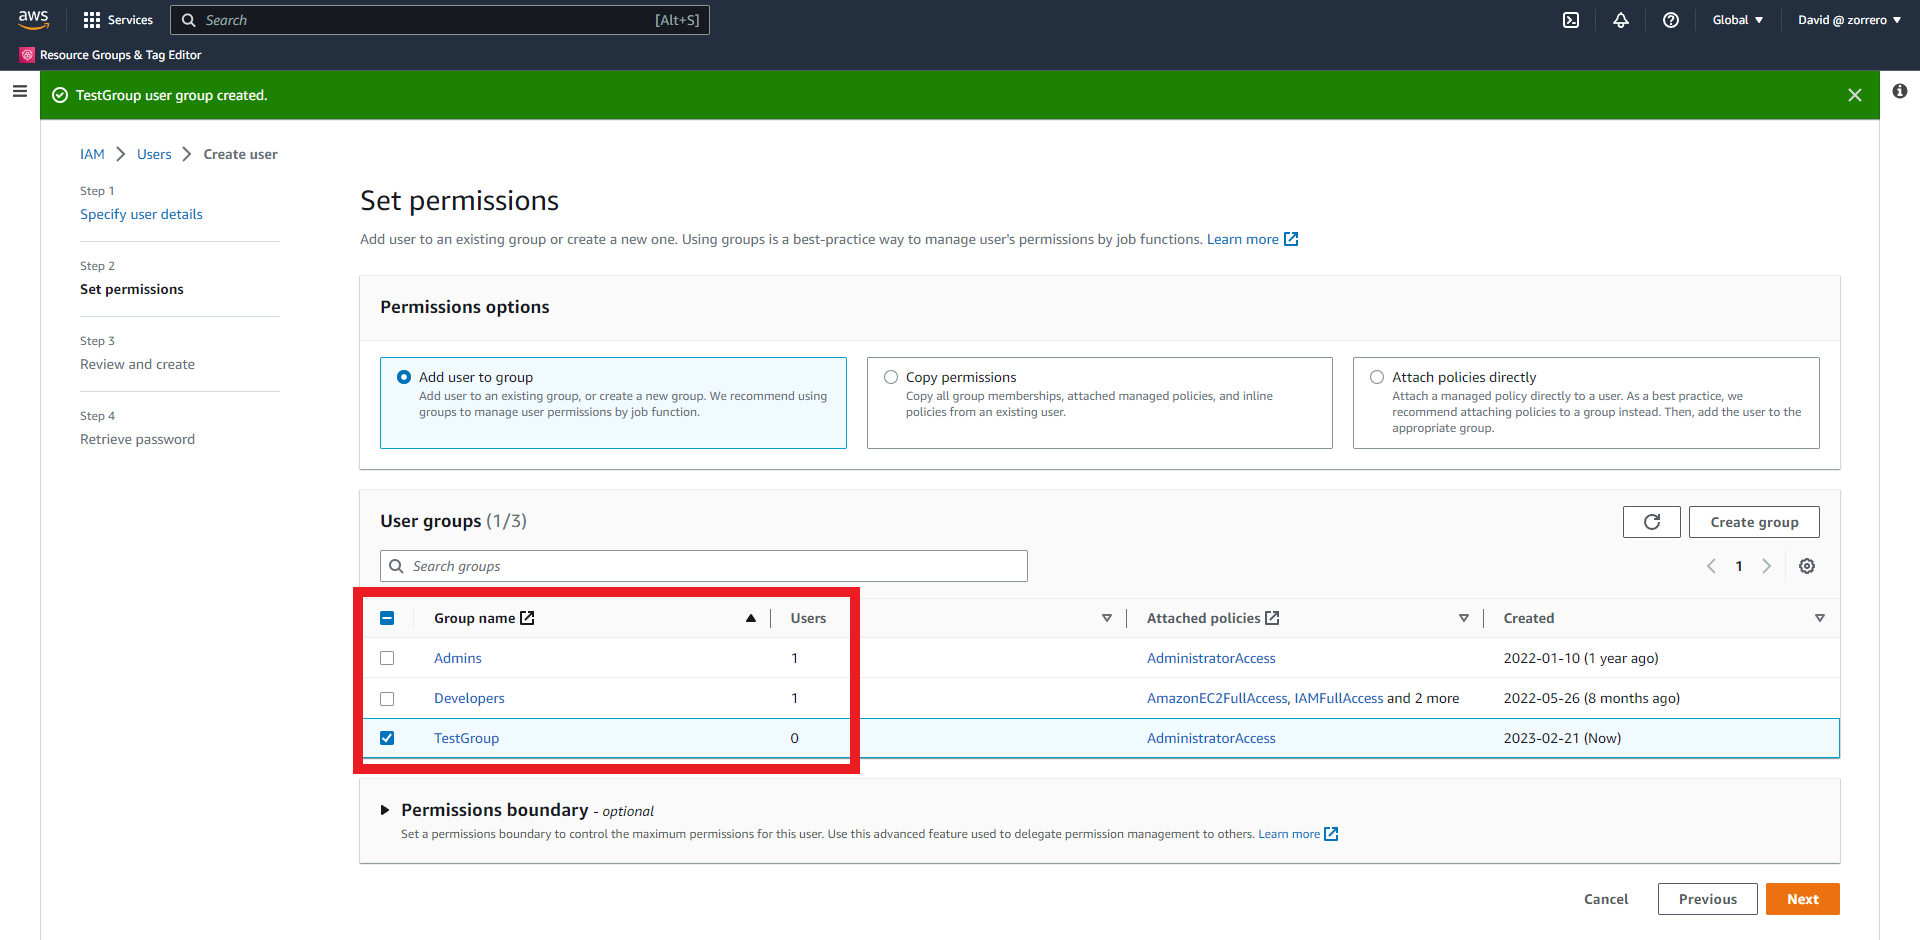 aws
Services
Search
[Alt+S]
Global
David @ zorrero
Resource Groups & Tag Editor
TestGroup user group created.
IAM
Users
Create user
Step 1
Specify user details
Step 2
Set permissions
Step 3
Review and create
Step 4
Retrieve password
Set permissions
Add user to an existing group or create a new one. Using groups is a best-practice way to manage user's permissions by job functions. Learn more
Permissions options
Add user to group
Add user to an existing group, or create a new group. We recommend using
groups to manage user permissions by job function.
Copy permissions
Copy all group memberships, attached managed policies, and inline
policies from an existing user.
Attach policies directly
Attach a managed policy directly to a user. As a best practice, we
recommend attaching policies to a group instead. Then, add the user to the
appropriate group.
User groups (1/3)
Create group
Search groups
1
Group name Users Attached policies Created
Admins 1 AdministratorAccess 2022-01-10 (1 year ago)
Developers 1 AmazonEC2FullAccess, IAMFullAccess and 2 more 2022-05-26 (8 months ago)
TestGroup 0 AdministratorAccess 2023-02-21 (Now)
Permissions boundary - optional
Set a permissions boundary to control the maximum permissions for this user. Use this advanced feature used to delegate permission management to others. Learn more
Cancel
Previous
Next